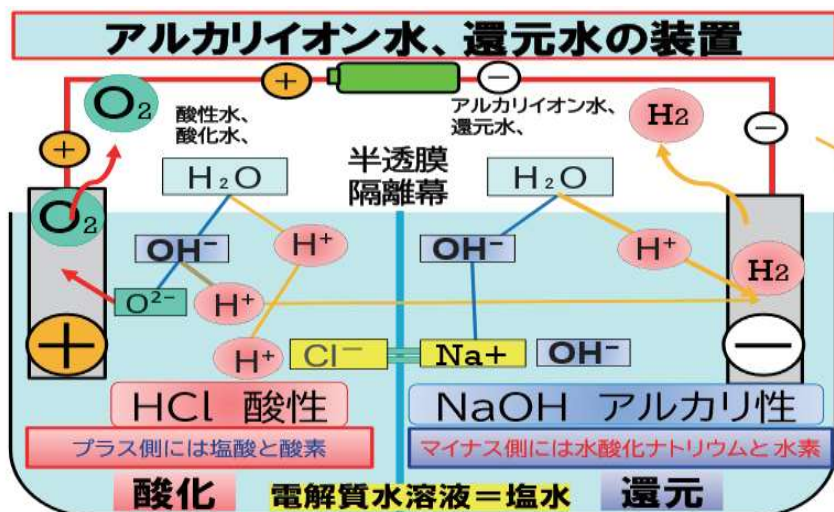 アルカリイオン水、還元水の装置
+
−
O₂
酸性水、
酸化水、
アルカリイオン水、
還元水、
H₂
+
−
半透膜
隔離幕
H₂O
H₂O
O₂
OH⁻
H⁺
OH⁻
H⁺
H₂
O²⁻
H⁺
+
H⁺
Cl⁻
Na+
OH⁻
−
HCl 酸性
NaOH アルカリ性
プラス側には塩酸と酸素
マイナス側には水酸化ナトリウムと水素
酸化
電解質水溶液＝塩水
還元